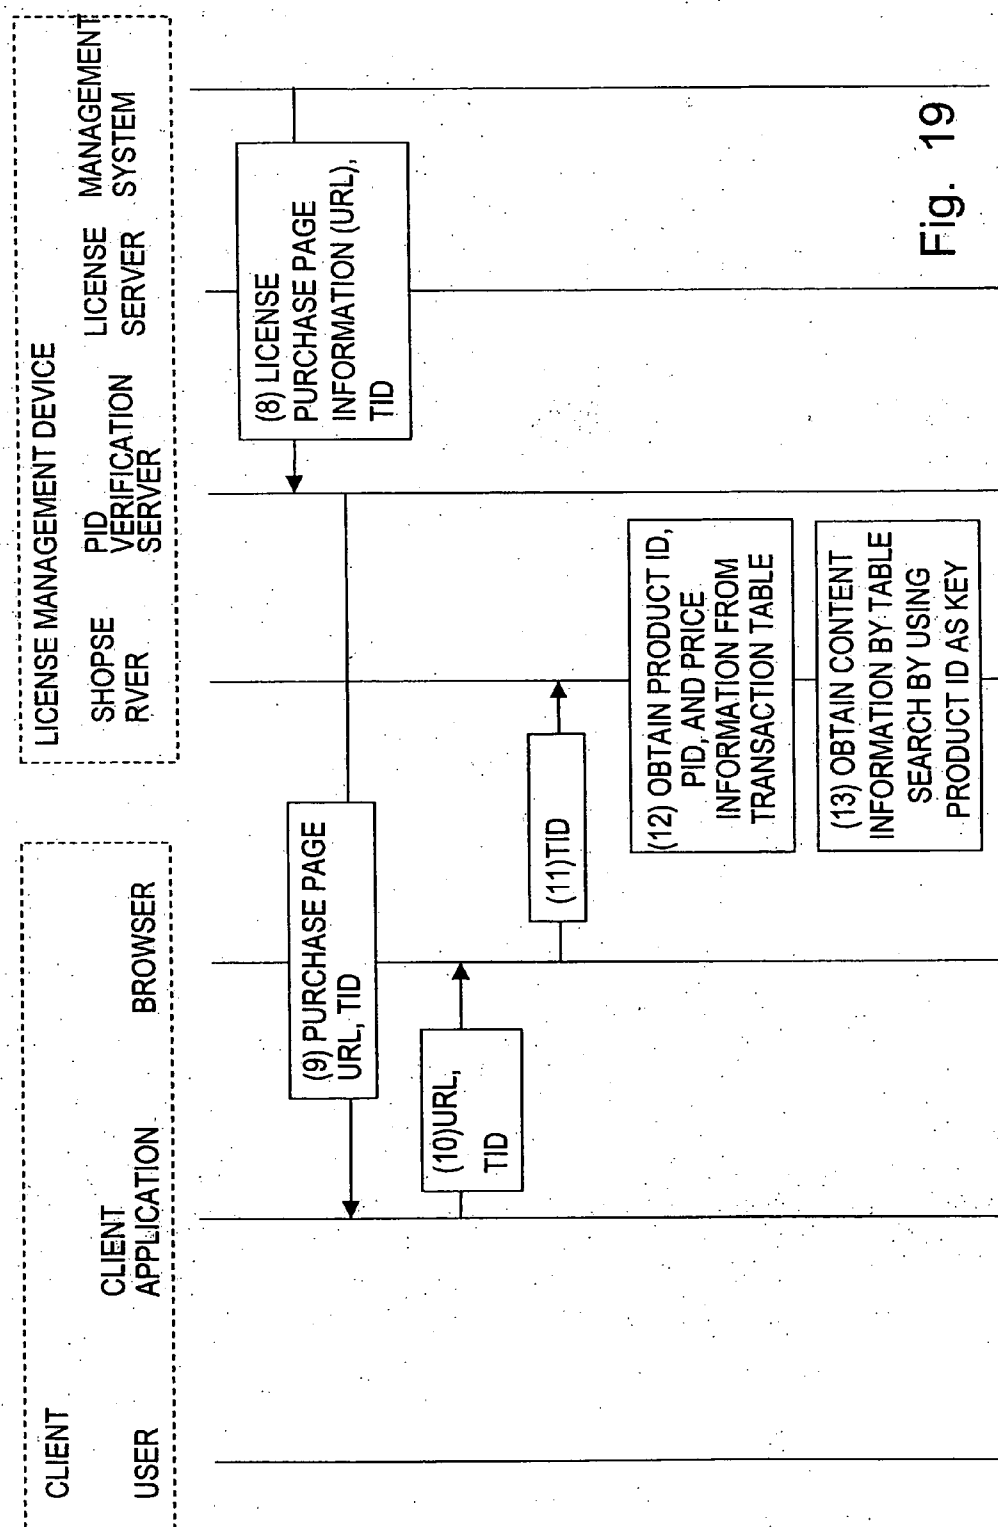 CLIENT
USER
CLIENT
APPLICATION
BROWSER
LICENSE MANAGEMENT DEVICE
SHOPSE
RVER
PID
VERIFICATION
SERVER
LICENSE
SERVER
MANAGEMENT
SYSTEM
(8) LICENSE
PURCHASE PAGE
INFORMATION (URL),
TID
(9) PURCHASE PAGE
URL, TID
(10)URL,
TID
(11)TID
(12) OBTAIN PRODUCT ID,
PID, AND PRICE
INFORMATION FROM
TRANSACTION TABLE
(13) OBTAIN CONTENT
INFORMATION BY TABLE
SEARCH BY USING
PRODUCT ID AS KEY
Fig. 19